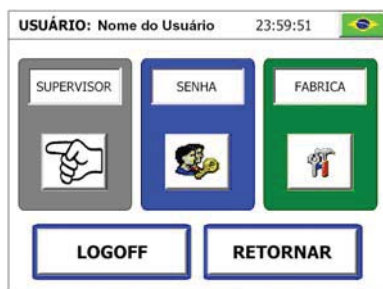 USUÁRIO: Nome do Usuário 23:59:51
SUPERVISOR SENHA FABRICA
LOGOFF RETORNAR